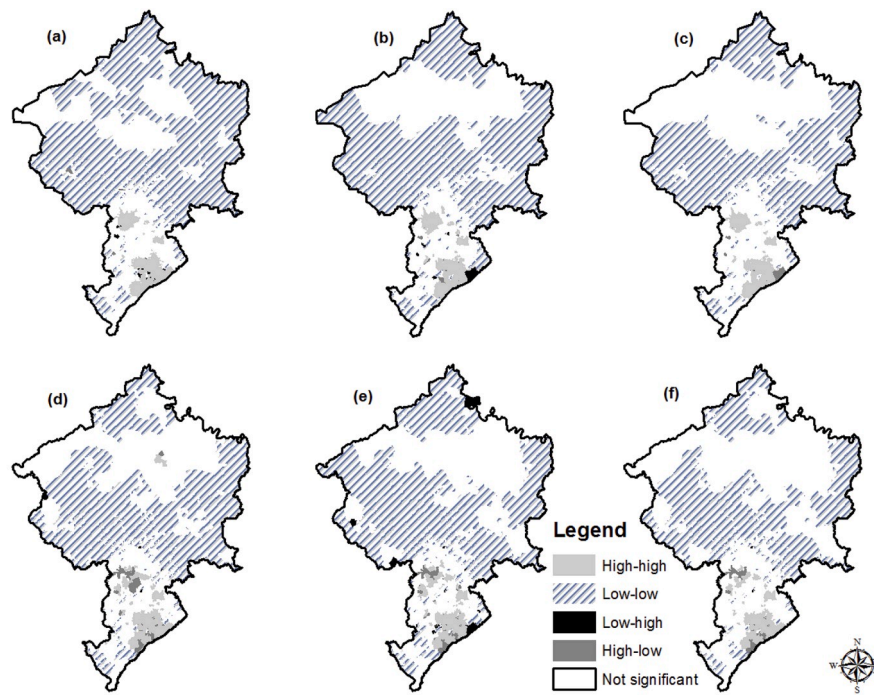 (a)
(b)
(c)
(d)
(e)
(f)
Legend
High-high
Low-low
Low-high
High-low
Not significant
N
W E
S